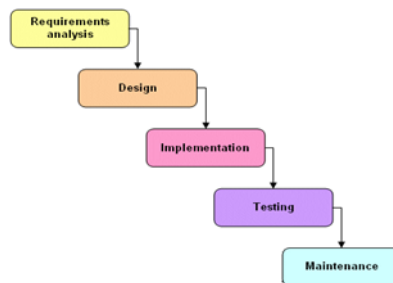 Requirements
analysis
Design
Implementation
Testing
Maintenance